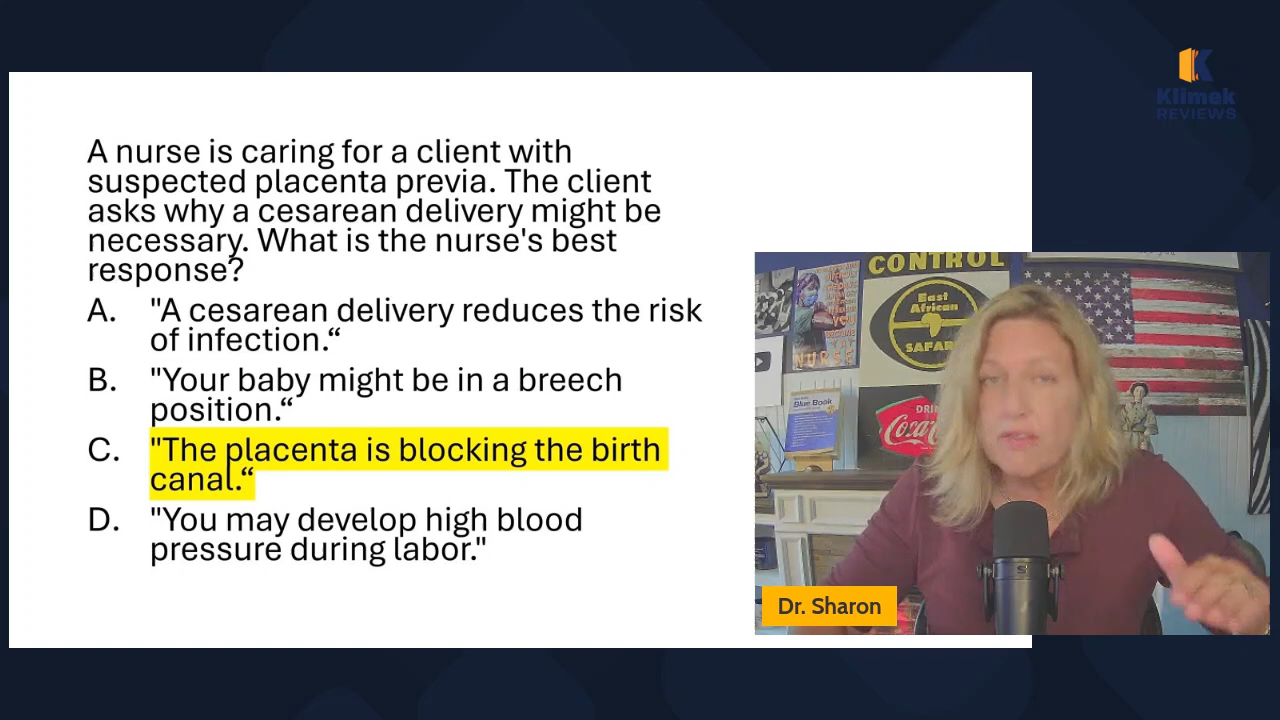 Klimek
REVIEWS
A nurse is caring for a client with
suspected placenta previa. The client
asks why a cesarean delivery might be
necessary. What is the nurse's best
response?
A. "A cesarean delivery reduces the risk
of infection.“
B. "Your baby might be in a breech
position.“
C. "The placenta is blocking the birth
canal.“
D. "You may develop high blood
pressure during labor."
CONTROL
East
African
SAFARI
NURSE
Blue Book
DRINK
Dr. Sharon